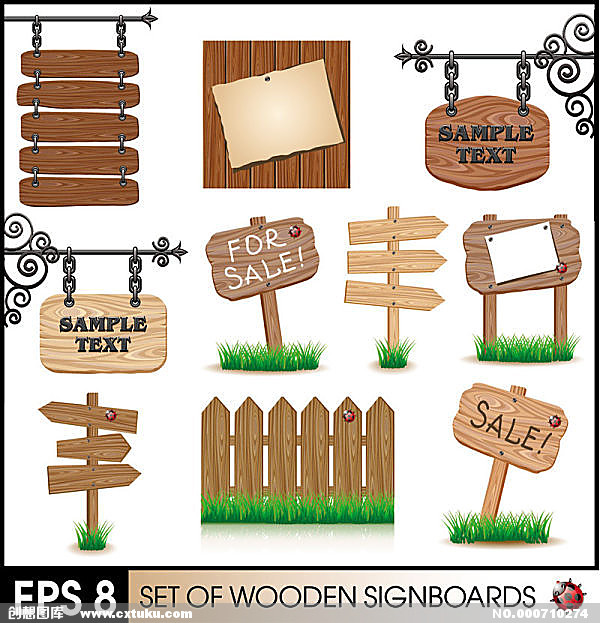 SAMPLE
TEXT
SAMPLE
TEXT
FOR
SALE!
SALE!
EPS 8 SET OF WOODEN SIGNBOARDS
创想图库 www.cxtuku.com NO.000710274